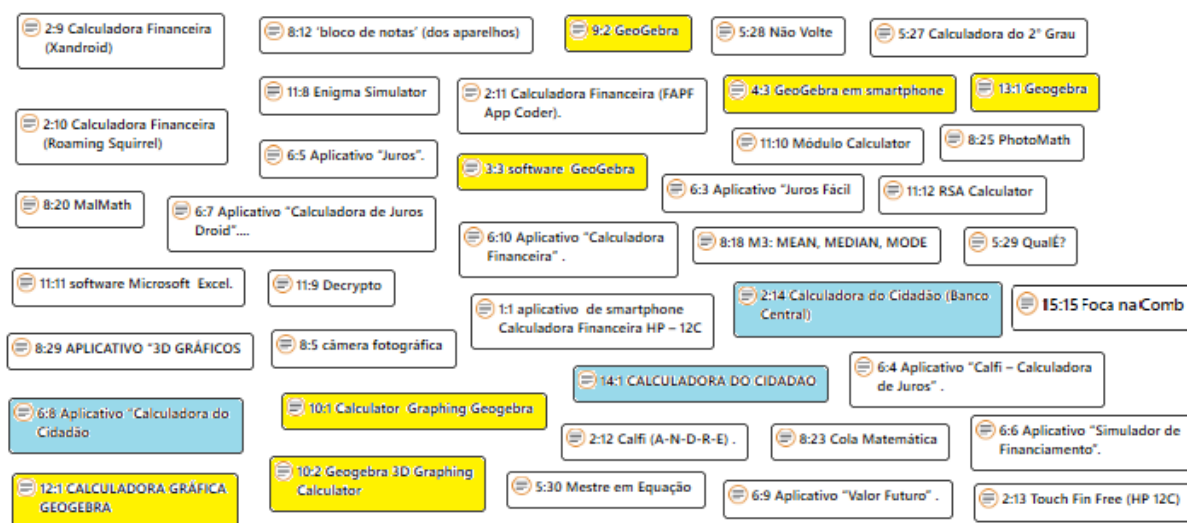 2:9 Calculadora Financeira
(Xandroid)
8:12 'bloco de notas' (dos aparelhos)
9:2 GeoGebra
5:28 Não Volte
5:27 Calculadora do 2° Grau
11:8 Enigma Simulator
2:11 Calculadora Financeira (FAPF
App Coder).
4:3 GeoGebra em smartphone
13:1 Geogebra
2:10 Calculadora Financeira
(Roaming Squirrel)
6:5 Aplicativo "Juros".
3:3 software GeoGebra
11:10 Módulo Calculator
8:25 PhotoMath
8:20 MalMath
6:7 Aplicativo "Calculadora de Juros
Droid"....
6:3 Aplicativo "Juros Fácil
11:12 RSA Calculator
6:10 Aplicativo "Calculadora
Financeira" .
8:18 M3: MEAN, MEDIAN, MODE
5:29 QualÉ?
11:11 software Microsoft Excel.
11:9 Decrypto
1:1 aplicativo de smartphone
Calculadora Financeira HP – 12C
2:14 Calculadora do Cidadão (Banco
Central)
15:15 Foca na Comb
8:29 APLICATIVO "3D GRÁFICOS
8:5 câmera fotográfica
14:1 CALCULADORA DO CIDADAO
6:4 Aplicativo "Calfi – Calculadora
de Juros" .
6:8 Aplicativo "Calculadora do
Cidadão
10:1 Calculator Graphing Geogebra
2:12 Calfi (A-N-D-R-E) .
8:23 Cola Matemática
6:6 Aplicativo "Simulador de
Financiamento".
12:1 CALCULADORA GRÁFICA
GEOGEBRA
10:2 Geogebra 3D Graphing
Calculator
5:30 Mestre em Equação
6:9 Aplicativo "Valor Futuro" .
2:13 Touch Fin Free (HP 12C)